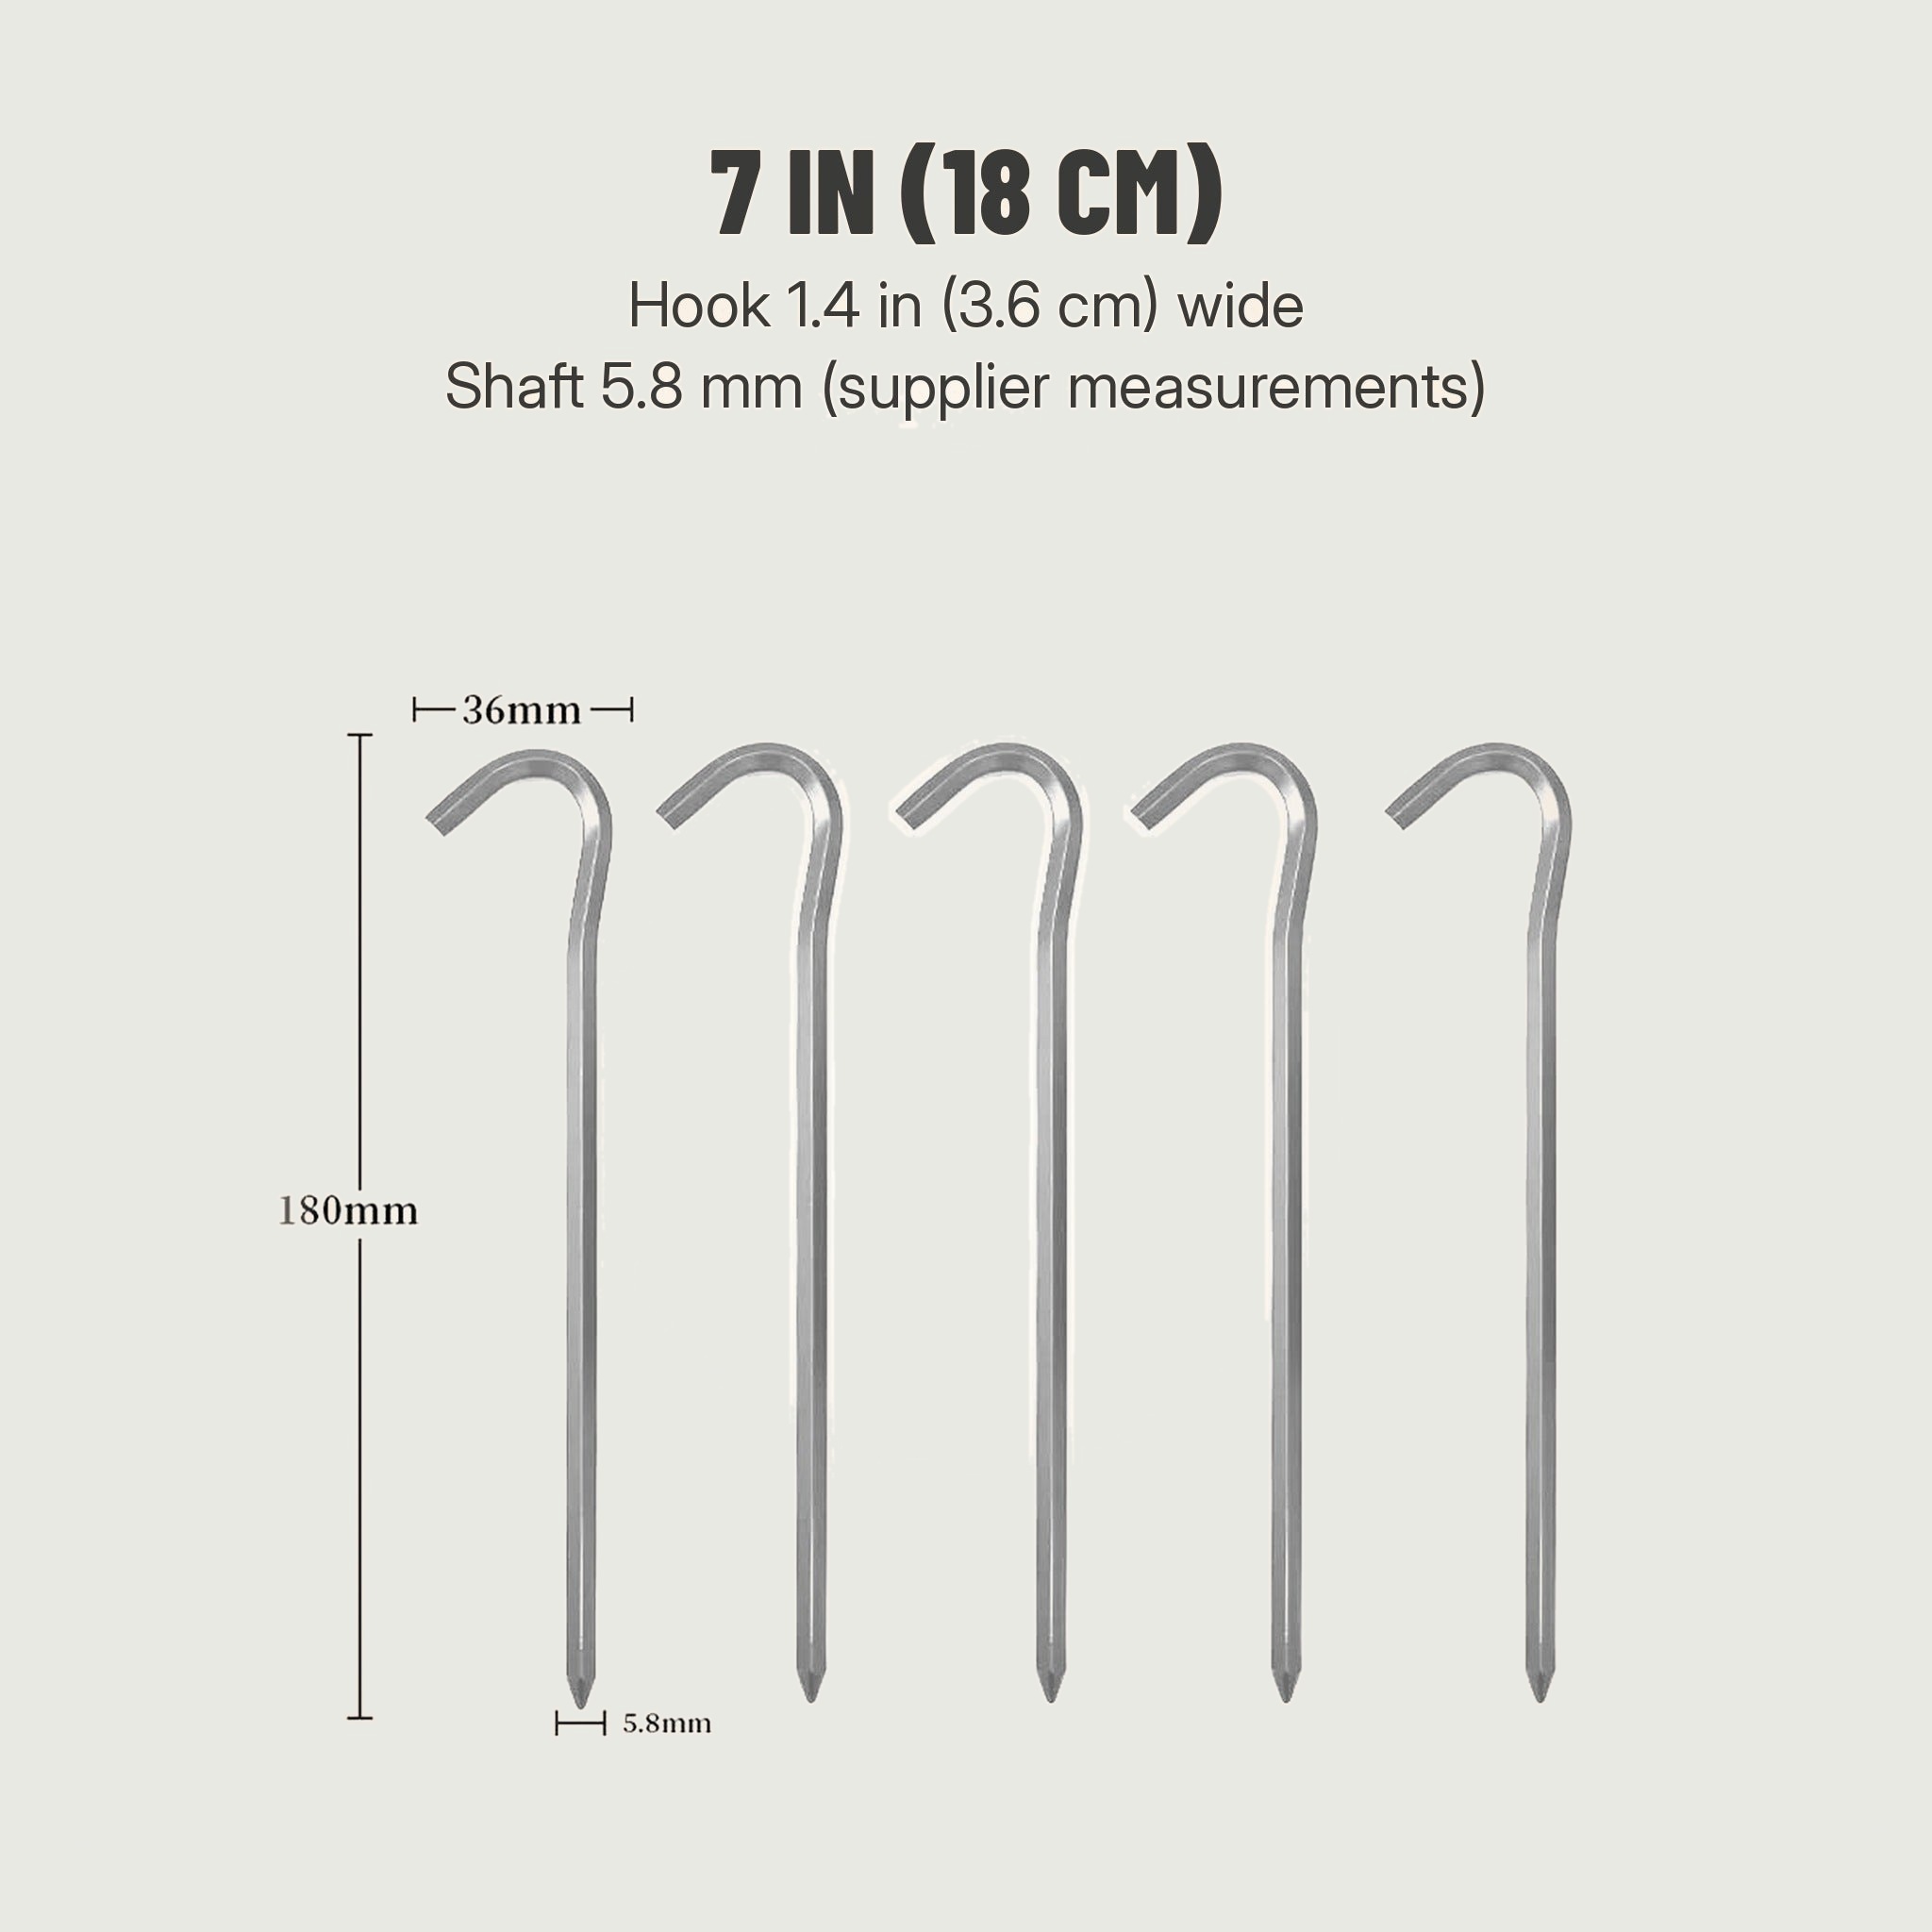 7 IN (18 CM)
Hook 1.4 in (3.6 cm) wide
Shaft 5.8 mm (supplier measurements)
36mm
180mm
5.8mm